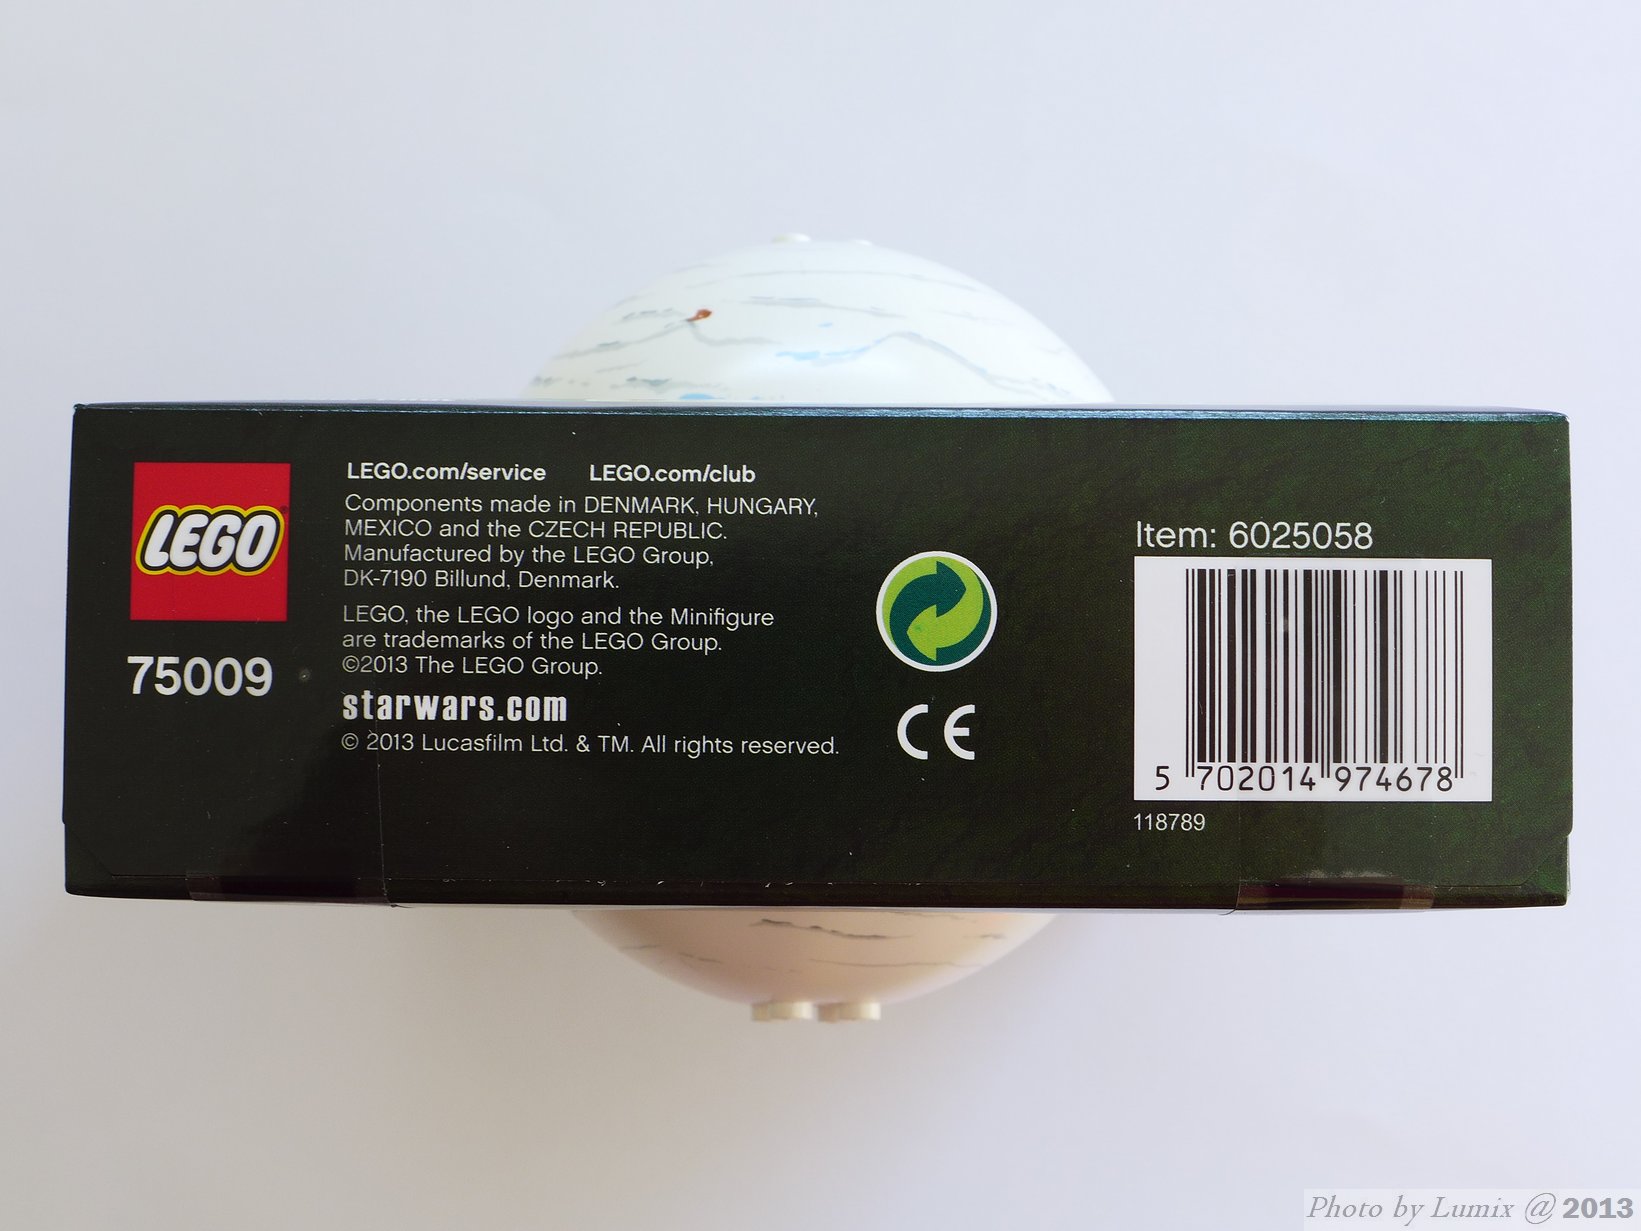 LEGO
75009
LEGO.com/service LEGO.com/club
Components made in DENMARK, HUNGARY,
MEXICO and the CZECH REPUBLIC.
Manufactured by the LEGO Group,
DK-7190 Billund, Denmark.
LEGO, the LEGO logo and the Minifigure
are trademarks of the LEGO Group.
©2013 The LEGO Group.
starwars.com
© 2013 Lucasfilm Ltd. & TM. All rights reserved.
CE
Item: 6025058
5 702014 974678
118789
Photo by Lumix @ 2013